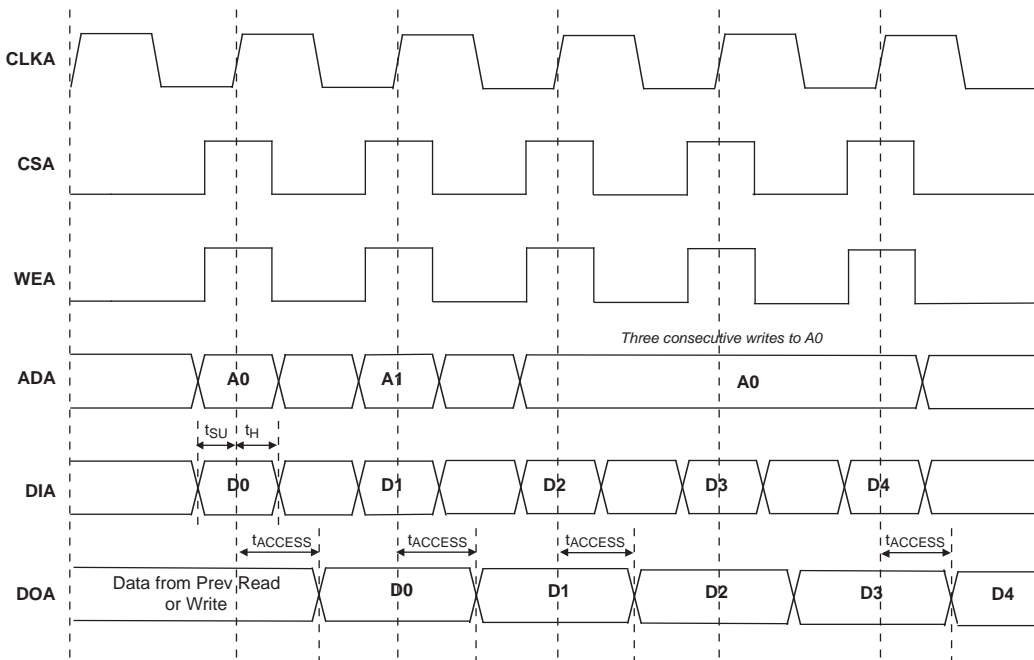 CLKA
CSA
WEA
Three consecutive writes to A0
ADA
A0
A1
A0
tSU
tH
DIA
D0
D1
D2
D3
D4
tACCESS
tACCESS
tACCESS
tACCESS
DOA
Data from Prev Read
or Write
D0
D1
D2
D3
D4